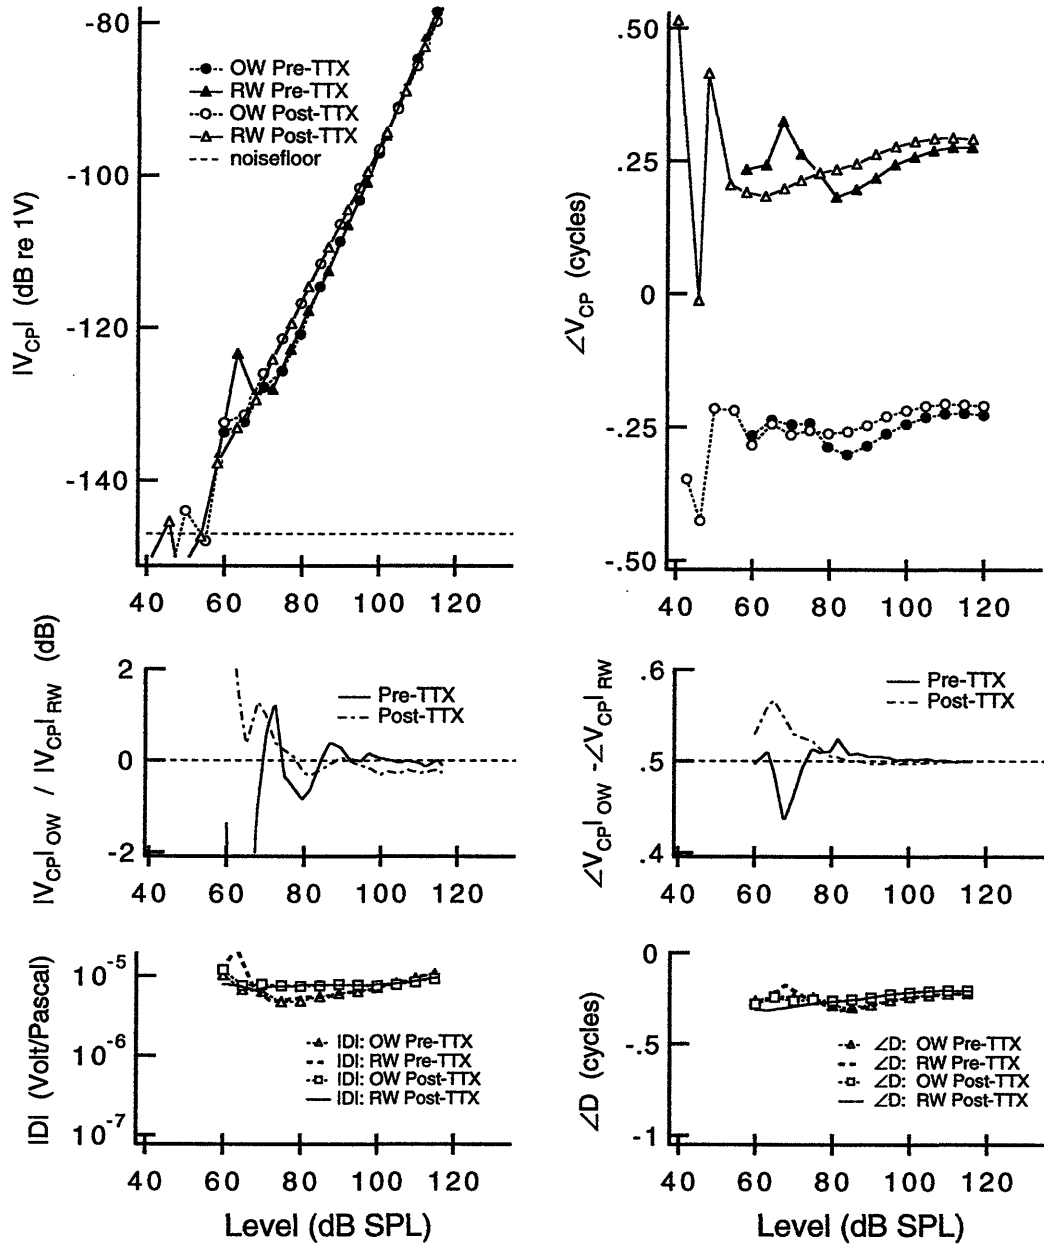 -80
-100
-120
-140
|V_CP| (dB re 1V)
OW Pre-TTX
RW Pre-TTX
OW Post-TTX
RW Post-TTX
noisefloor
40 60 80 100 120
.50
.25
0
-.25
-.50
∠V_CP (cycles)
40 60 80 100 120
2
0
-2
|V_CP|_OW / |V_CP|_RW (dB)
Pre-TTX
Post-TTX
40 60 80 100 120
.6
.5
.4
∠V_CP|_OW -∠V_CP|_RW
Pre-TTX
Post-TTX
40 60 80 100 120
10^-5
10^-6
10^-7
|D| (Volt/Pascal)
|D|: OW Pre-TTX
|D|: RW Pre-TTX
|D|: OW Post-TTX
|D|: RW Post-TTX
40 60 80 100 120
Level (dB SPL)
0
-.5
-1
∠D (cycles)
∠D: OW Pre-TTX
∠D: RW Pre-TTX
∠D: OW Post-TTX
∠D: RW Post-TTX
40 60 80 100 120
Level (dB SPL)